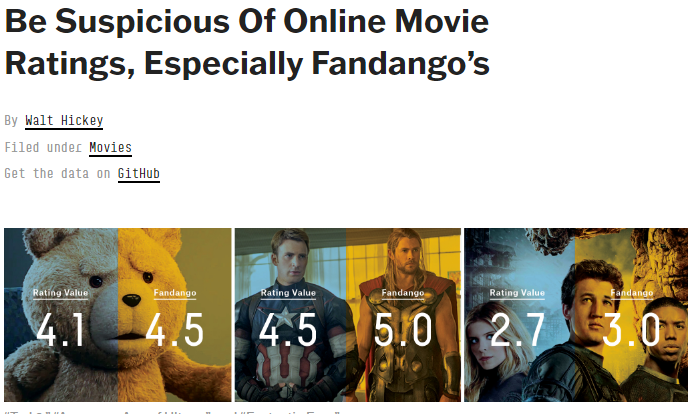 Be Suspicious Of Online Movie
Ratings, Especially Fandango’s
By Walt Hickey
Filed under Movies
Get the data on GitHub
Rating Value Fandango Rating Value Fandango Rating Value Fandango
4.1 4.5 4.5 5.0 2.7 3.0